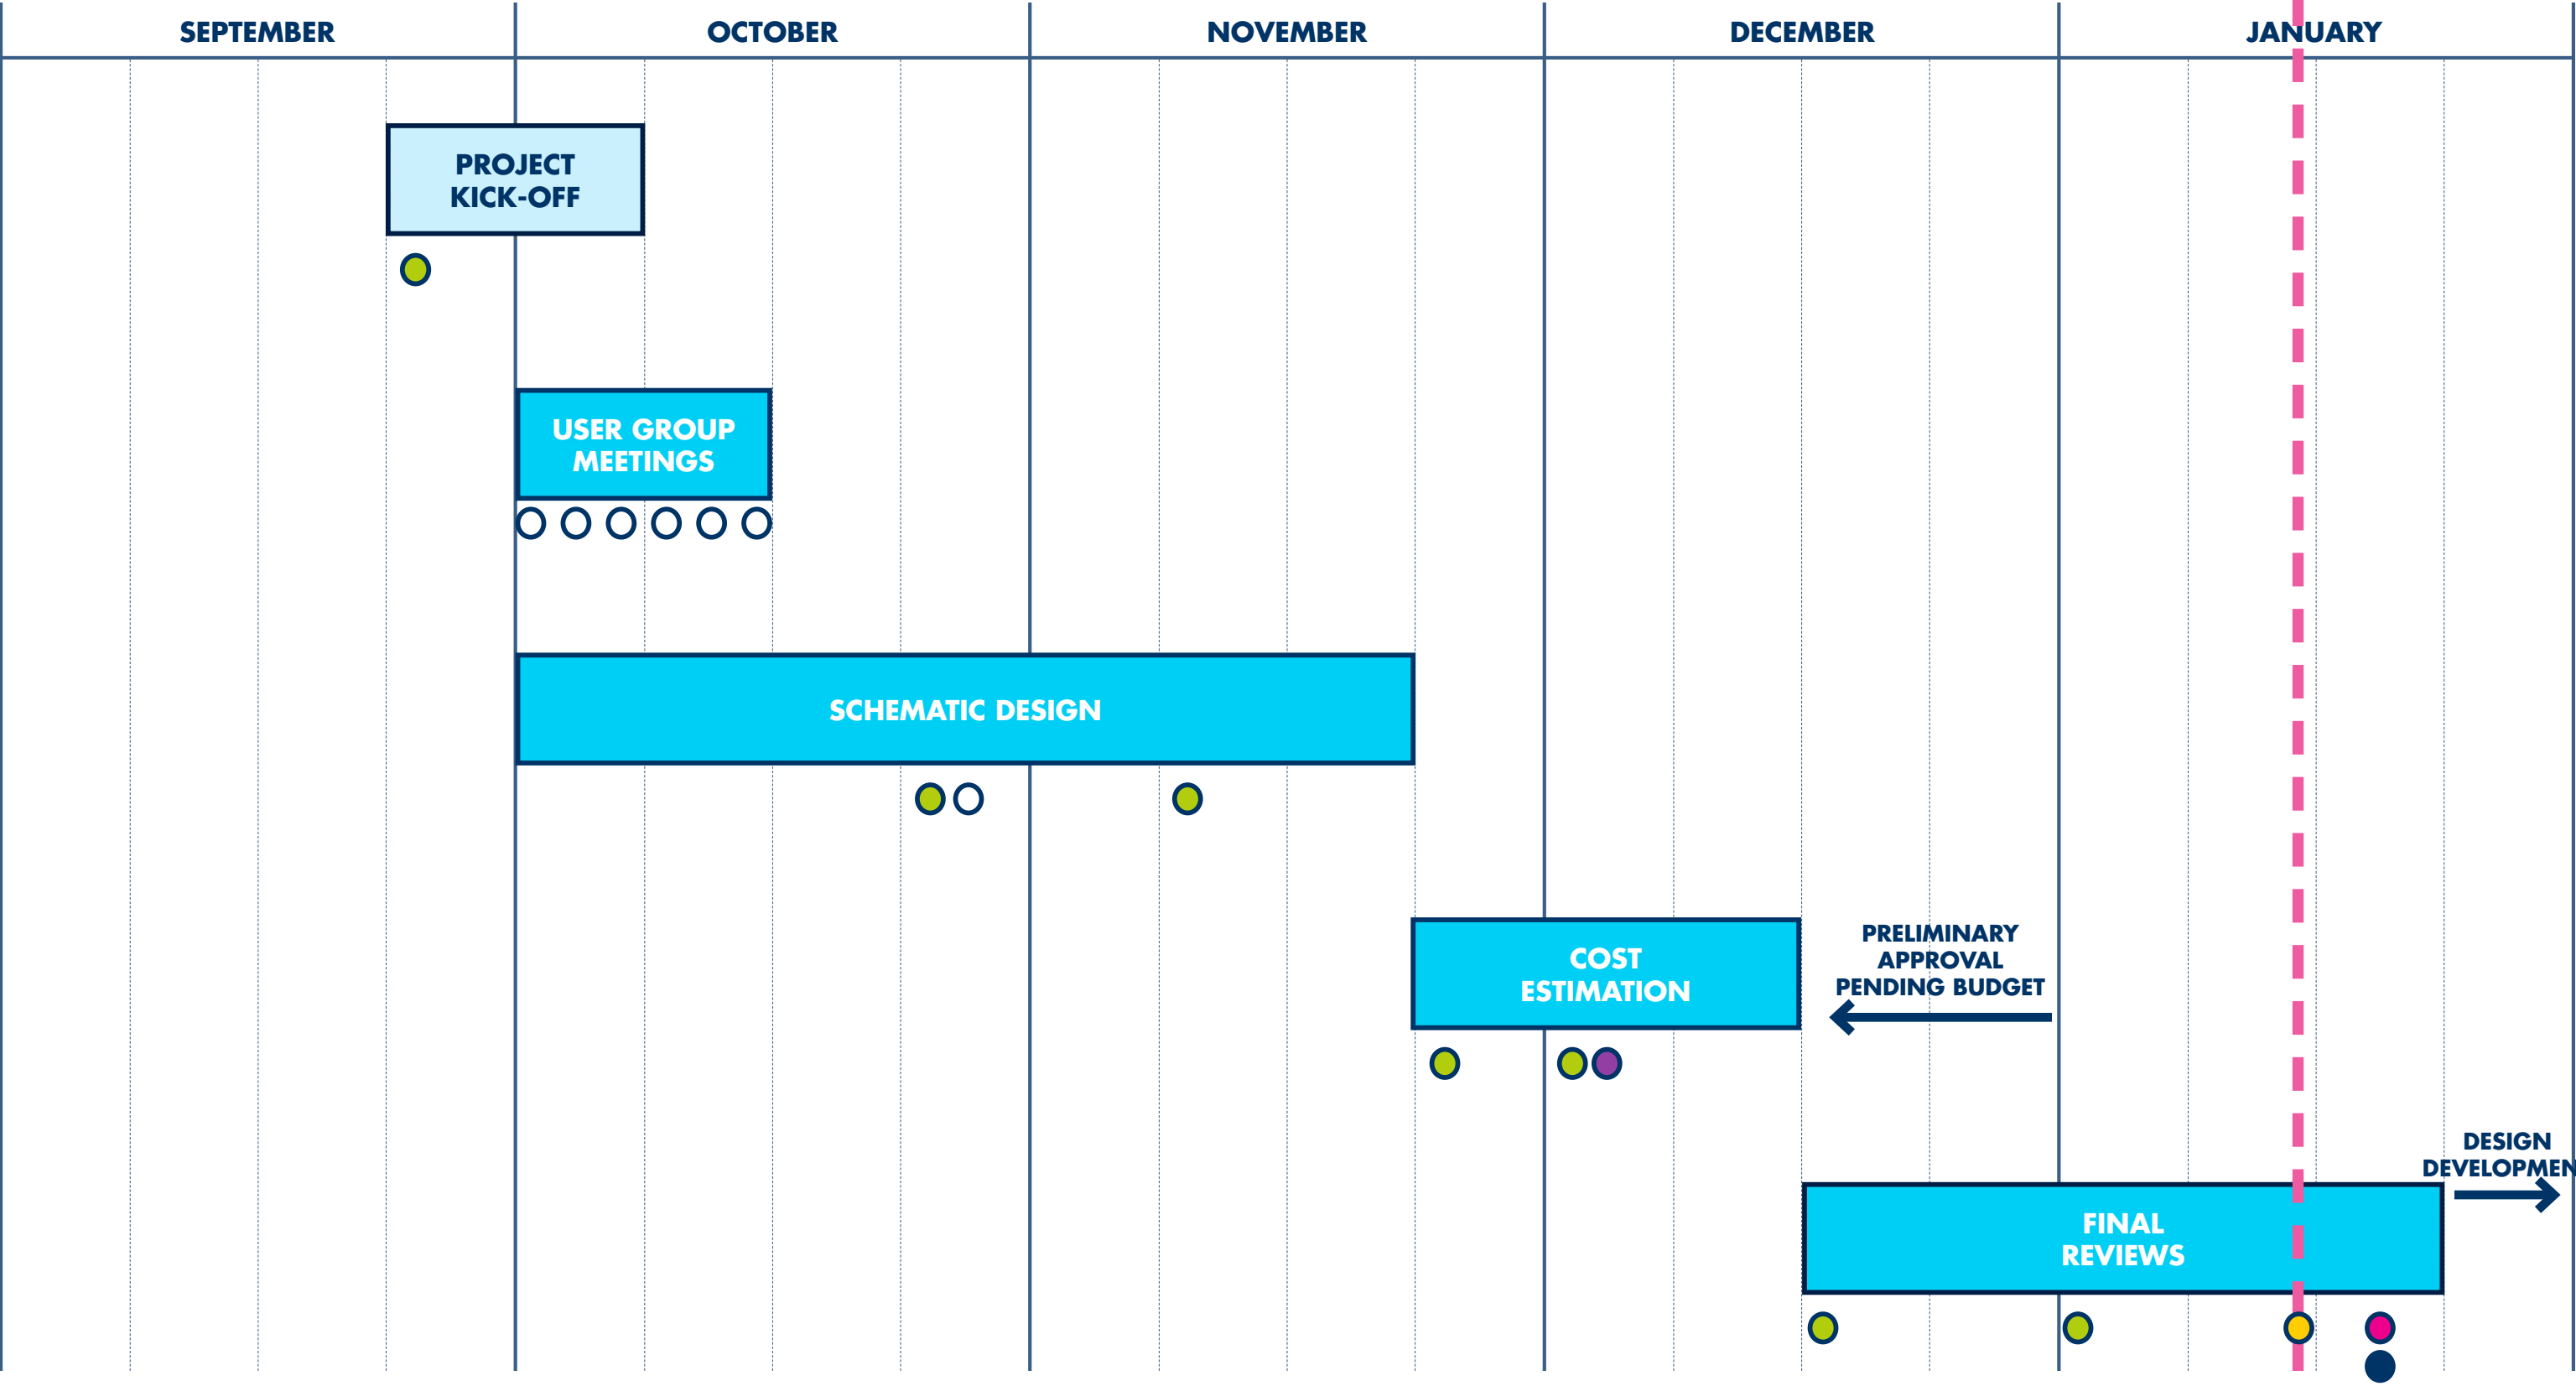 SEPTEMBER
OCTOBER
NOVEMBER
DECEMBER
JANUARY
PROJECT
KICK-OFF
USER GROUP
MEETINGS
SCHEMATIC DESIGN
COST
ESTIMATION
PRELIMINARY
APPROVAL
PENDING BUDGET
DESIGN
DEVELOPMEN
FINAL
REVIEWS